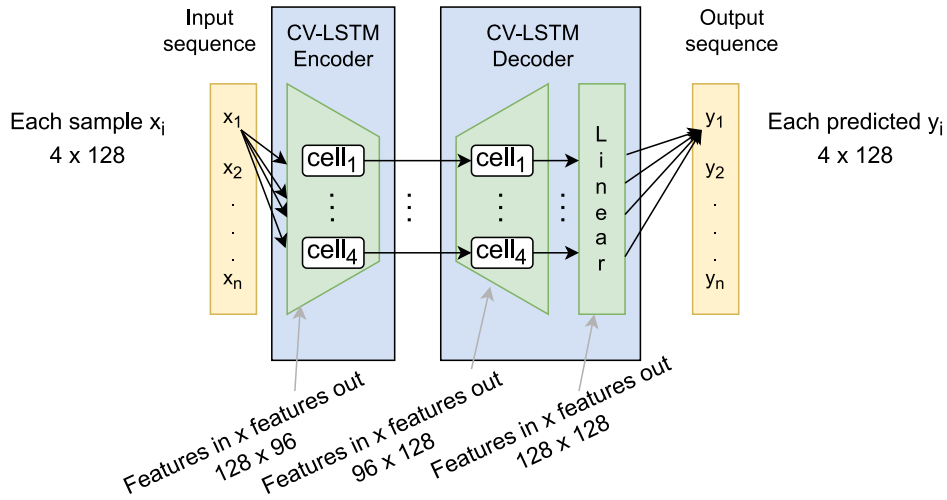 Input
sequence
CV-LSTM
Encoder
CV-LSTM
Decoder
Output
sequence
Each sample xᵢ
4 x 128
x₁
x₂
.
.
.
xₙ
cell₁
⋮
cell₄
⋮
cell₁
⋮
cell₄
⋮
L
i
n
e
a
r
y₁
y₂
.
.
.
yₙ
Each predicted yᵢ
4 x 128
Features in x features out
128 x 96
Features in x features out
96 x 128
Features in x features out
128 x 128